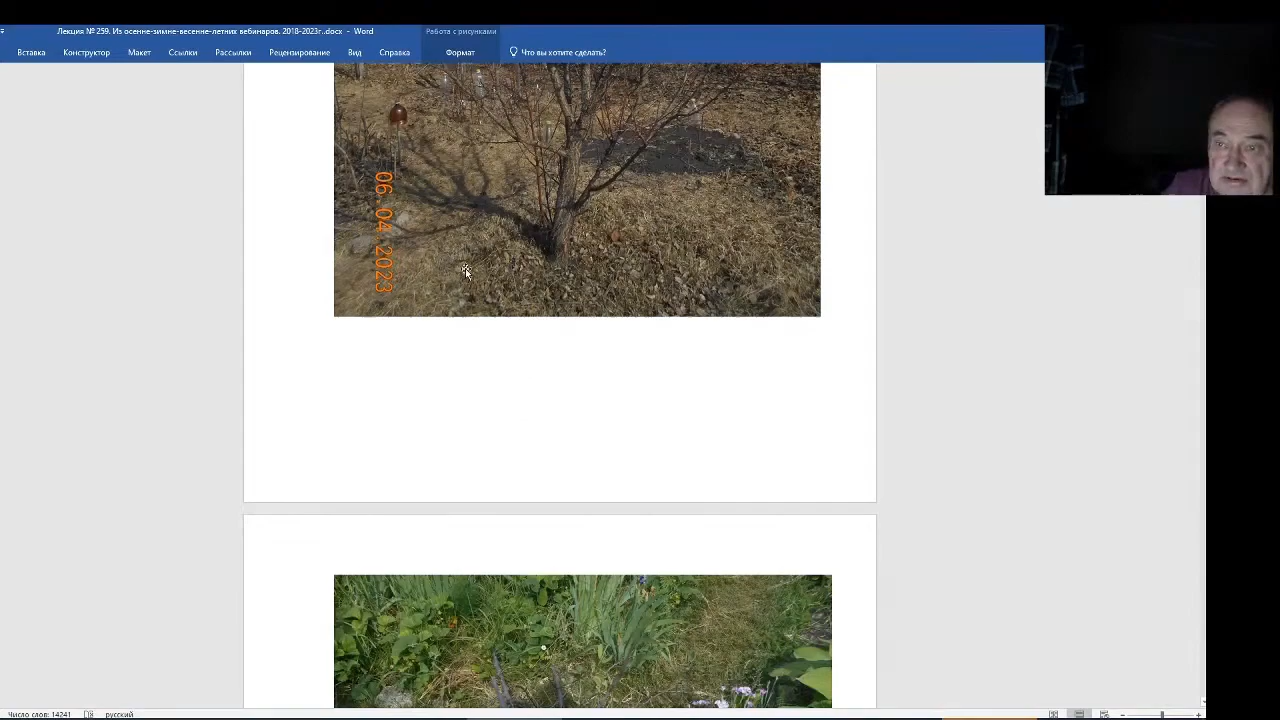 Лекция № 259. Из осенне-зимне-весенне-летних вебинаров. 2018-2023г..docx - Word
Работа с рисунками
Вставка Конструктор Макет Ссылки Рассылки Рецензирование Вид Справка Формат Что вы хотите сделать?
06.04.2023
Число слов: 14241 русский